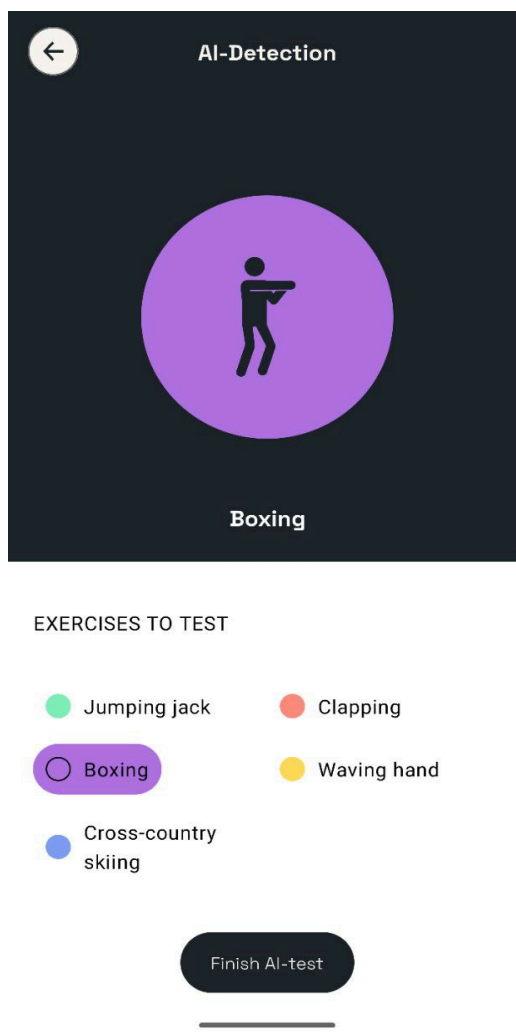 AI-Detection
Boxing
EXERCISES TO TEST
Jumping jack
Clapping
Boxing
Waving hand
Cross-country
skiing
Finish AI-test